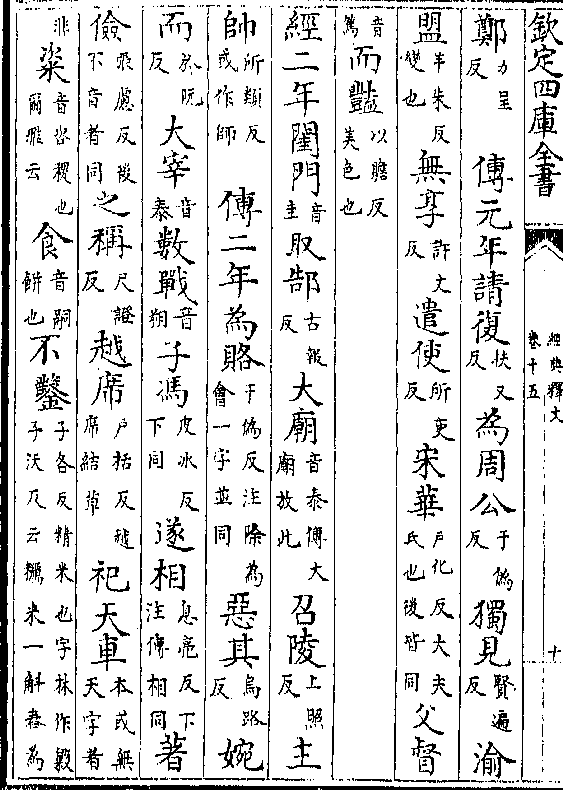 欽定四庫全書
經典釋文
卷十五
十
鄭力呈反傳元年請復扶又反為周公于偽反獨見賢遍反渝
盟羊朱反變也無享許丈反遣使所吏反宋華戶化反大夫氏也後皆同父督
音篤而豔以膽反美色也
經二年閨門音圭取郜古報反大廟音泰傳大廟放此召陵上照反主
帥所類反或作師傳二年為賂于偽反注除為會一字並同惡其烏路反婉
而於阮反大宰音泰數戰音朔子馮皮冰反下同遂相息亮反下注傳相同著
儉張慮反後不音者同之稱尺證反越席戶括反越席結草祀天車本或無天字者
非粢音咨稷也爾雅云食音嗣餅也不鑿子各反精米也字林作毇子沃反云糲米一斛舂為